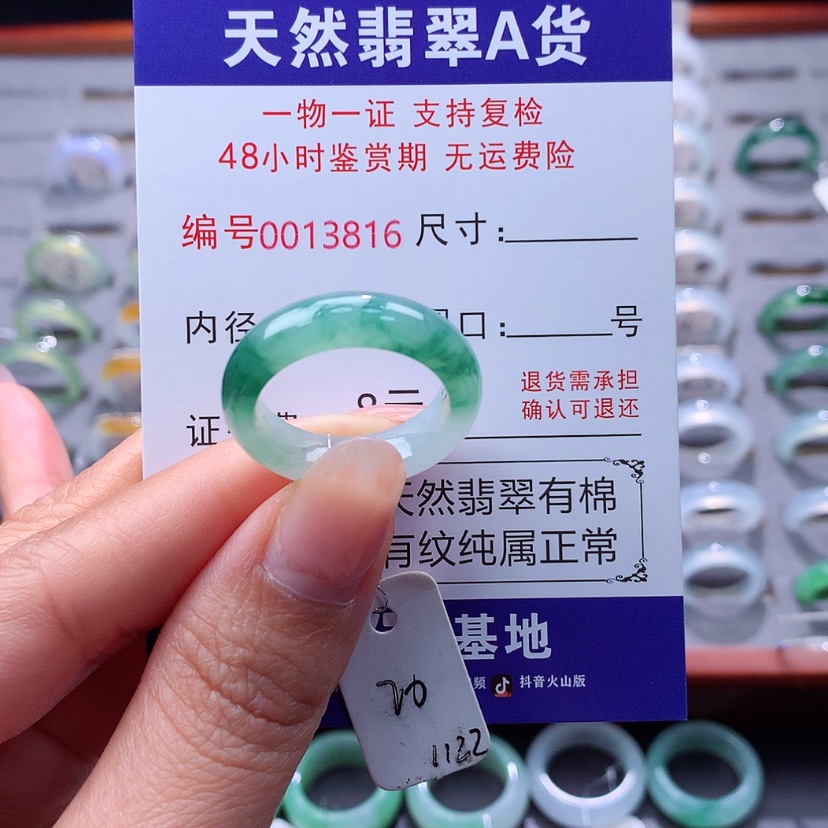 天然翡翠A货
一物一证 支持复检
48小时鉴赏期 无运费险
编号0013816 尺寸:
内径 口: 号
退货需承担
确认可退还
证
天然翡翠有棉
有纹纯属正常
基地
频 抖音火山版
1122